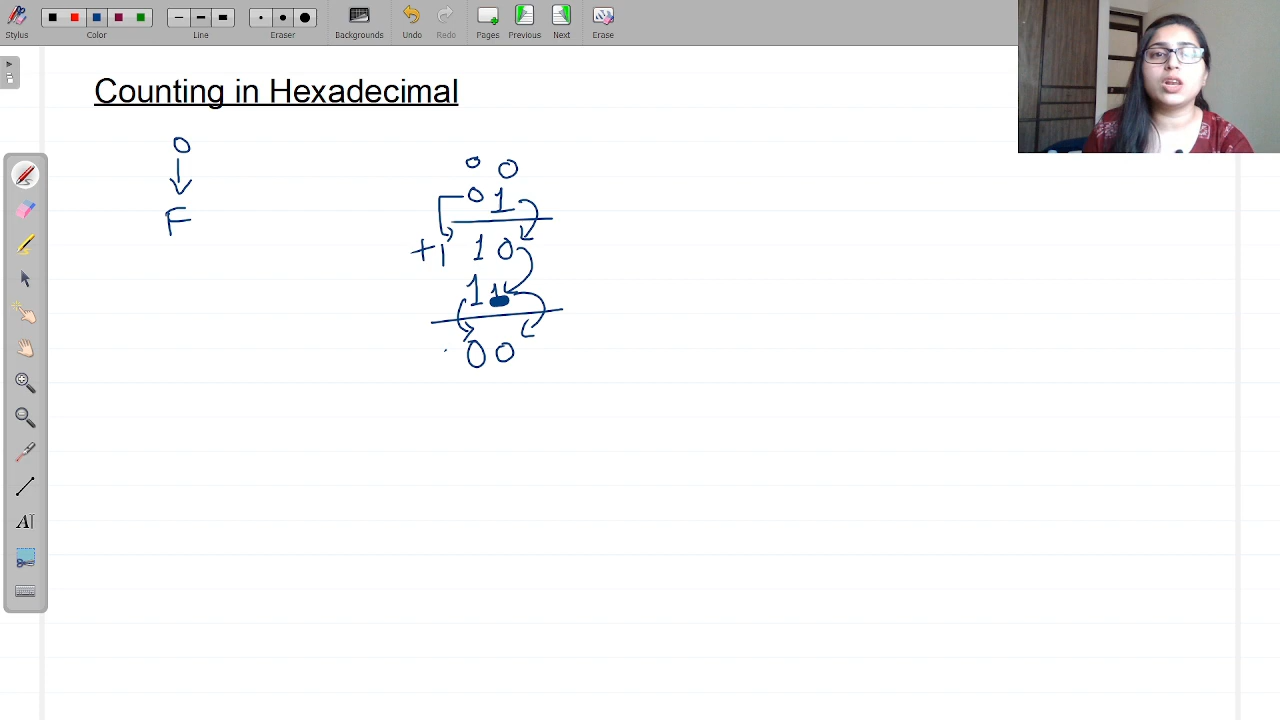 Stylus Color Line Eraser Backgrounds Undo Redo Pages Previous Next Erase
Counting in Hexadecimal
0
F
0 0
0 1
+1 1 0
1 1
0 0
A